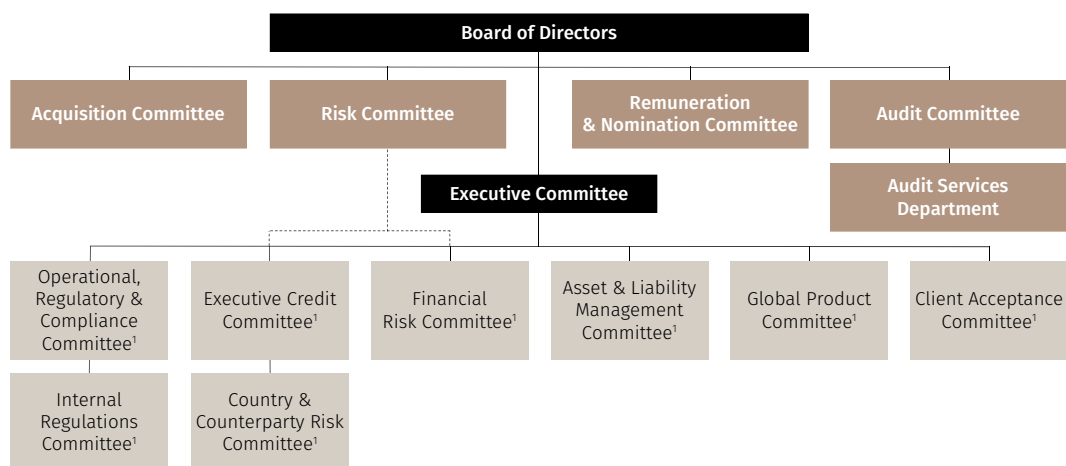 Board of Directors
Acquisition Committee
Risk Committee
Remuneration
& Nomination Committee
Audit Committee
Executive Committee
Audit Services
Department
Operational,
Regulatory &
Compliance
Committee¹
Executive Credit
Committee¹
Financial
Risk Committee¹
Asset & Liability
Management
Committee¹
Global Product
Committee¹
Client Acceptance
Committee¹
Internal
Regulations
Committee¹
Country &
Counterparty Risk
Committee¹